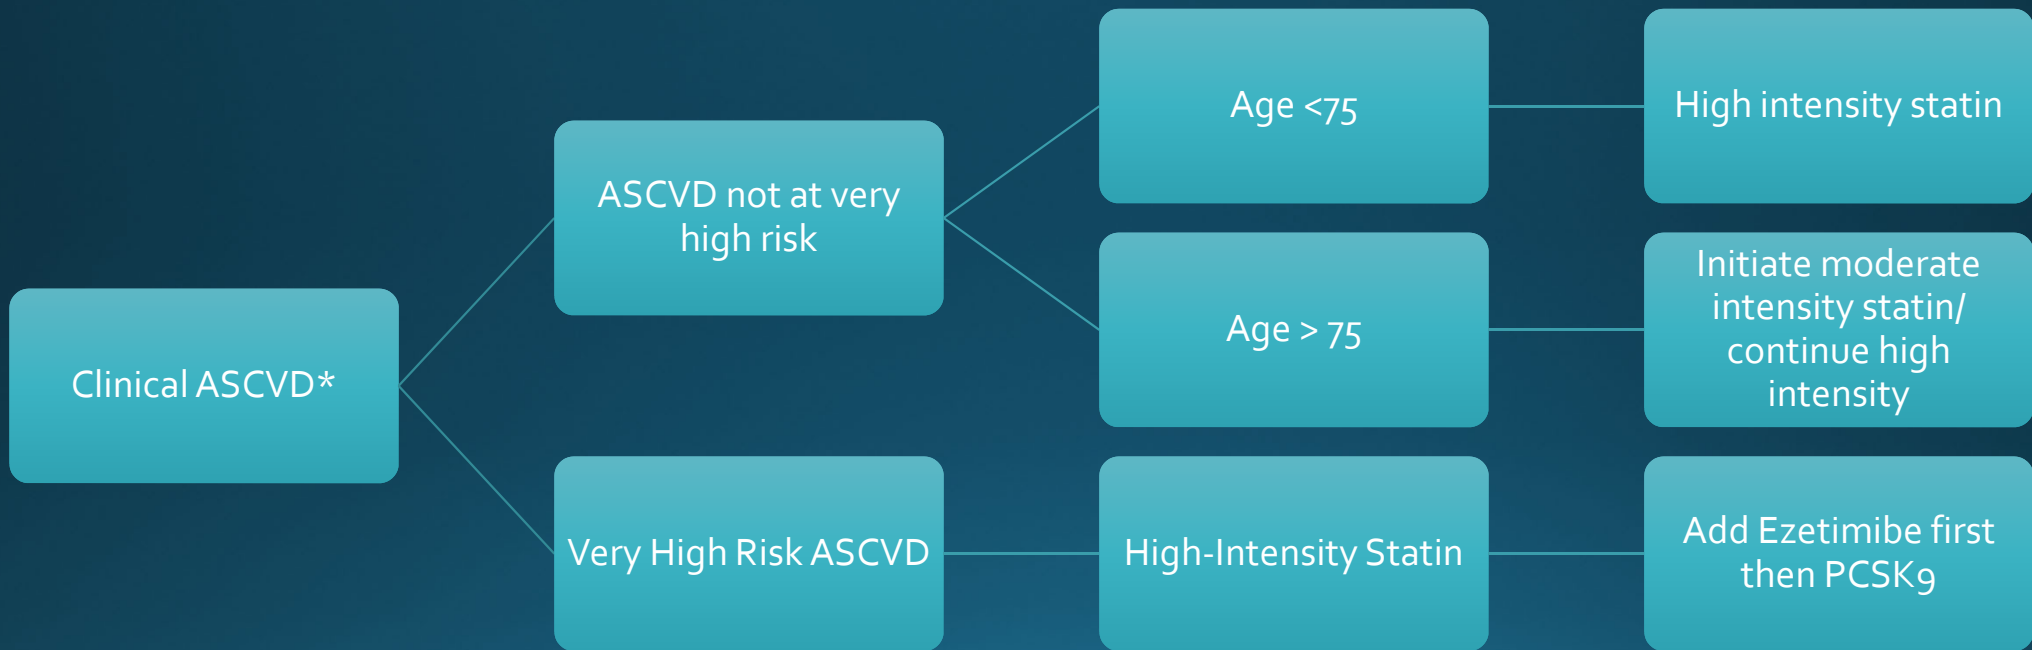 Clinical ASCVD*
ASCVD not at very
high risk
Age <75
High intensity statin
Age > 75
Initiate moderate
intensity statin/
continue high
intensity
Very High Risk ASCVD
High-Intensity Statin
Add Ezetimibe first
then PCSK9